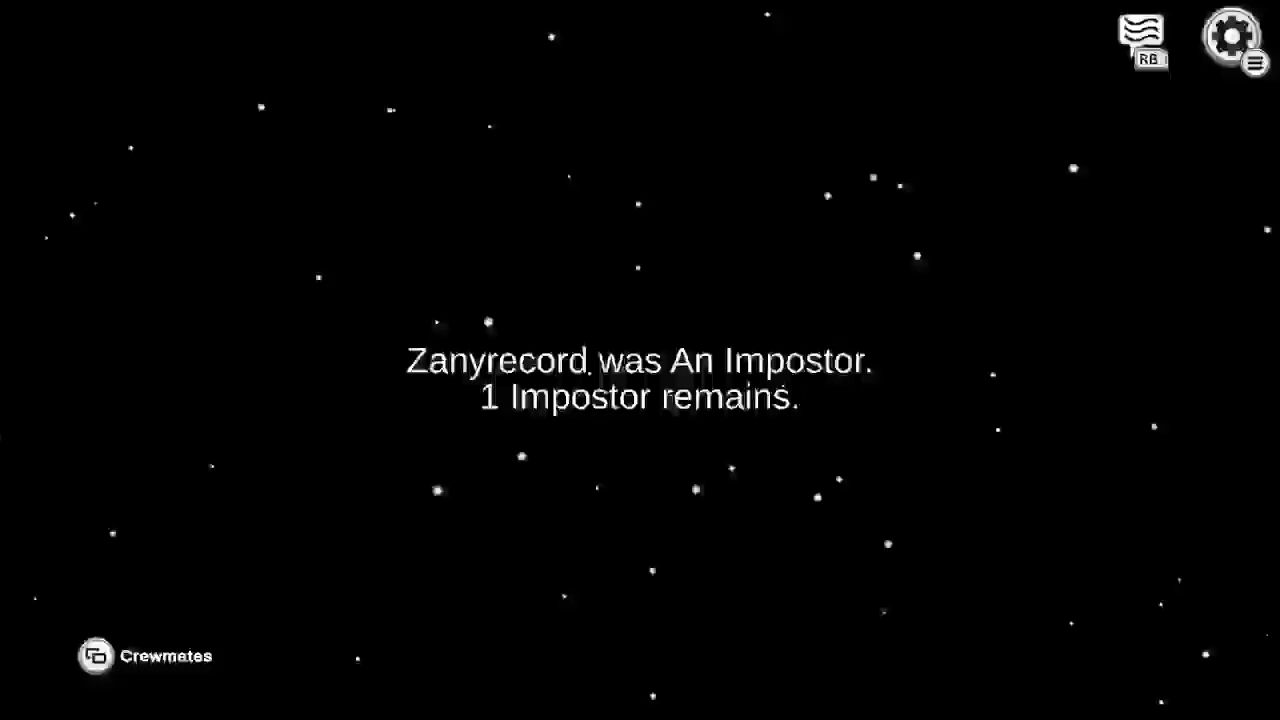 RB
Zanyrecord was An Impostor.
1 Impostor remains.
Crewmates